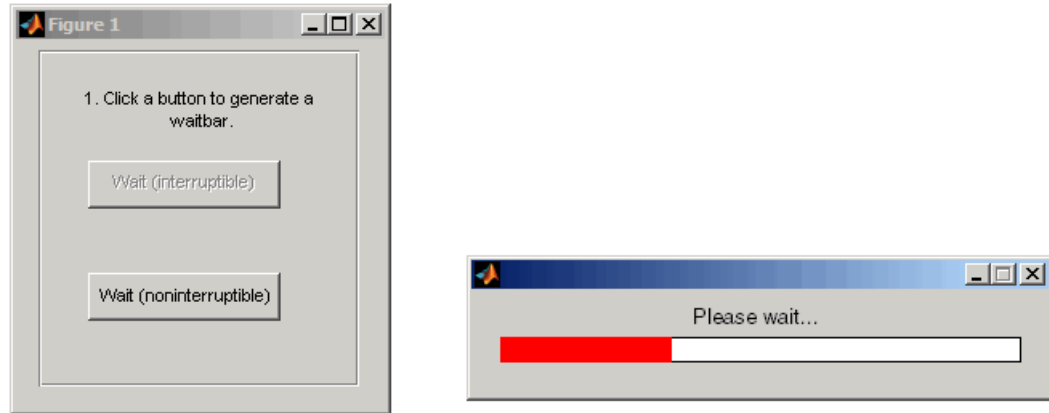 Figure 1
1. Click a button to generate a
waitbar.
Wait (interruptible)
Wait (noninterruptible)
Please wait...